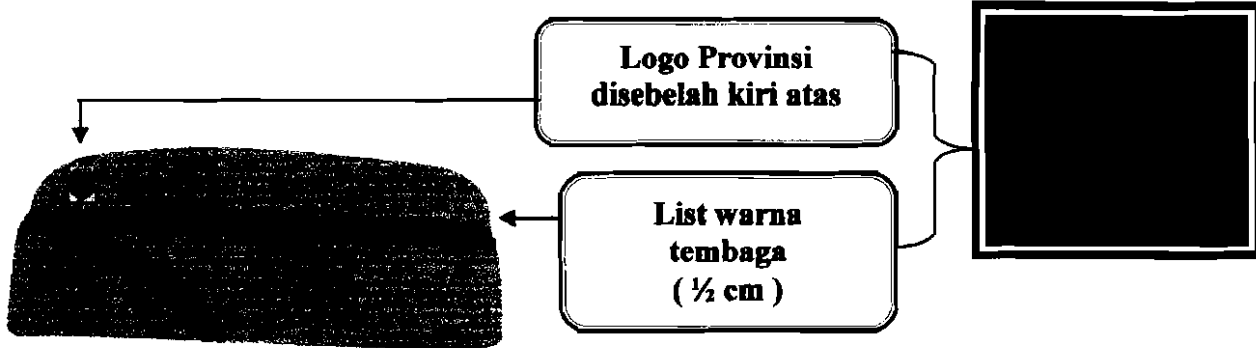 Logo Provinsi
disebelah kiri atas
List warna
tembaga
( ½ cm )